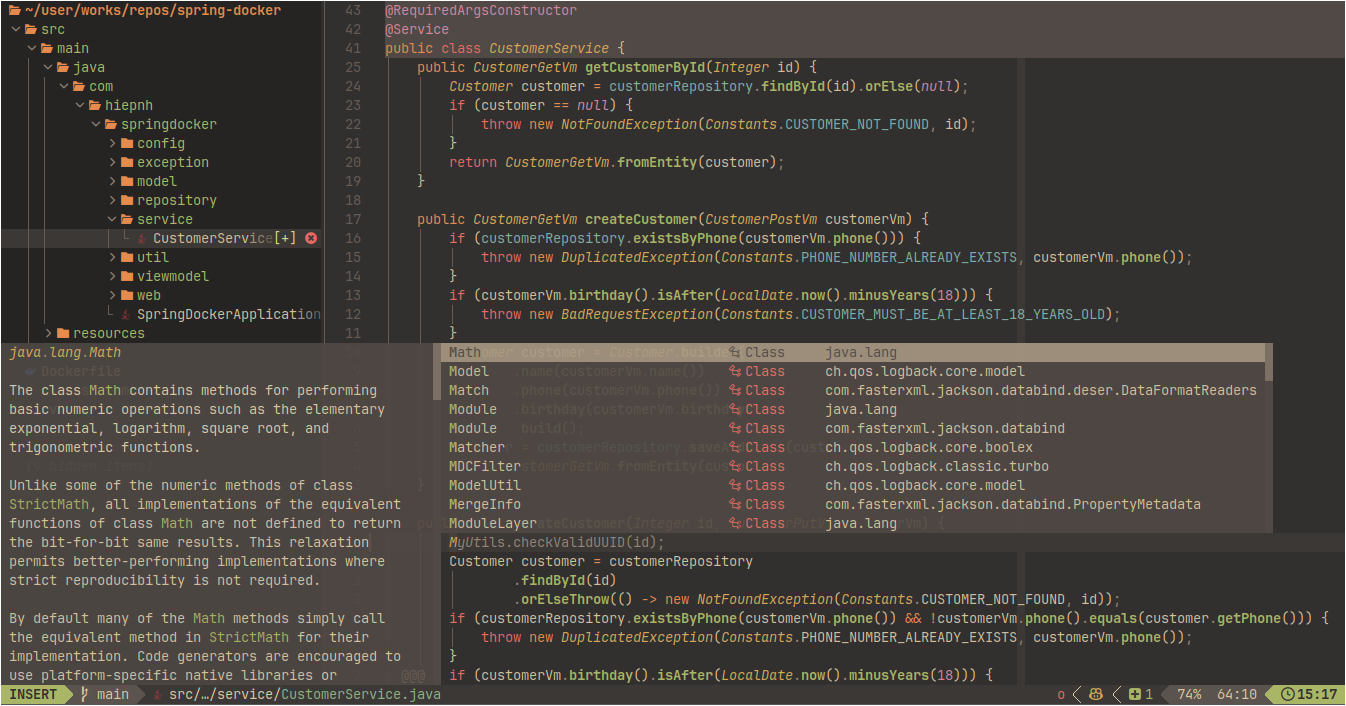 ~/user/works/repos/spring-docker
src
main
java
com
hiepnh
springdocker
config
exception
model
repository
service
CustomerService[+]
util
viewmodel
web
SpringDockerApplication
resources
43 @RequiredArgsConstructor
42 @Service
41 public class CustomerService {
25 public CustomerGetVm getCustomerById(Integer id) {
24 Customer customer = customerRepository.findById(id).orElse(null);
23 if (customer == null) {
22 throw new NotFoundException(Constants.CUSTOMER_NOT_FOUND, id);
21 }
20 return CustomerGetVm.fromEntity(customer);
19 }
18
17 public CustomerGetVm createCustomer(CustomerPostVm customerVm) {
16 if (customerRepository.existsByPhone(customerVm.phone())) {
15 throw new DuplicatedException(Constants.PHONE_NUMBER_ALREADY_EXISTS, customerVm.phone());
14 }
13 if (customerVm.birthday().isAfter(LocalDate.now().minusYears(18))) {
12 throw new BadRequestException(Constants.CUSTOMER_MUST_BE_AT_LEAST_18_YEARS_OLD);
11 }
java.lang.Math
The class Math contains methods for performing
basic numeric operations such as the elementary
exponential, logarithm, square root, and
trigonometric functions.
Unlike some of the numeric methods of class
StrictMath, all implementations of the equivalent
functions of class Math are not defined to return
the bit-for-bit same results. This relaxation
permits better-performing implementations where
strict reproducibility is not required.
By default many of the Math methods simply call
the equivalent method in StrictMath for their
implementation. Code generators are encouraged to
use platform-specific native libraries or
@@@
Math Class java.lang
Model Class ch.qos.logback.core.model
Match Class com.fasterxml.jackson.databind.deser.DataFormatReaders
Module Class java.lang
Module Class com.fasterxml.jackson.databind
Matcher Class ch.qos.logback.core.boolex
MDCFilter Class ch.qos.logback.classic.turbo
ModelUtil Class ch.qos.logback.core.model
MergeInfo Class com.fasterxml.jackson.databind.PropertyMetadata
ModuleLayer Class java.lang
MyUtils.checkValidUUID(id);
Customer customer = customerRepository
.findById(id)
.orElseThrow(() -> new NotFoundException(Constants.CUSTOMER_NOT_FOUND, id));
if (customerRepository.existsByPhone(customerVm.phone()) && !customerVm.phone().equals(customer.getPhone())) {
throw new DuplicatedException(Constants.PHONE_NUMBER_ALREADY_EXISTS, customerVm.phone());
}
if (customerVm.birthday().isAfter(LocalDate.now().minusYears(18))) {
INSERT main src/…/service/CustomerService.java 1 74% 64:10 15:17